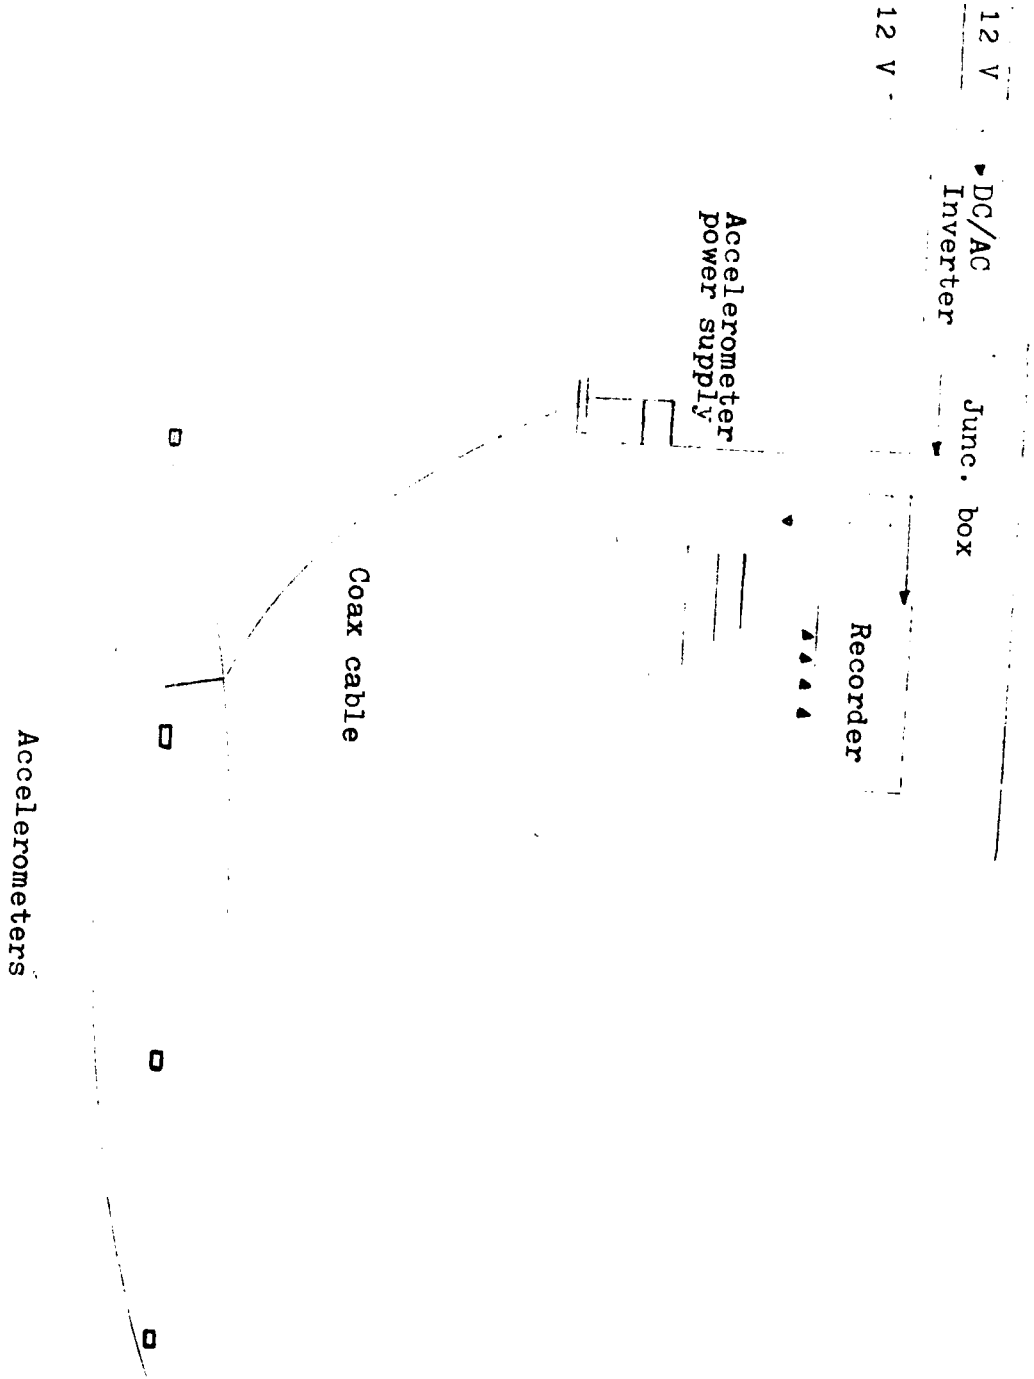 12 V
12 V
DC/AC
Inverter
Junc. box
Accelerometer
power supply
Recorder
Coax cable
Accelerometers